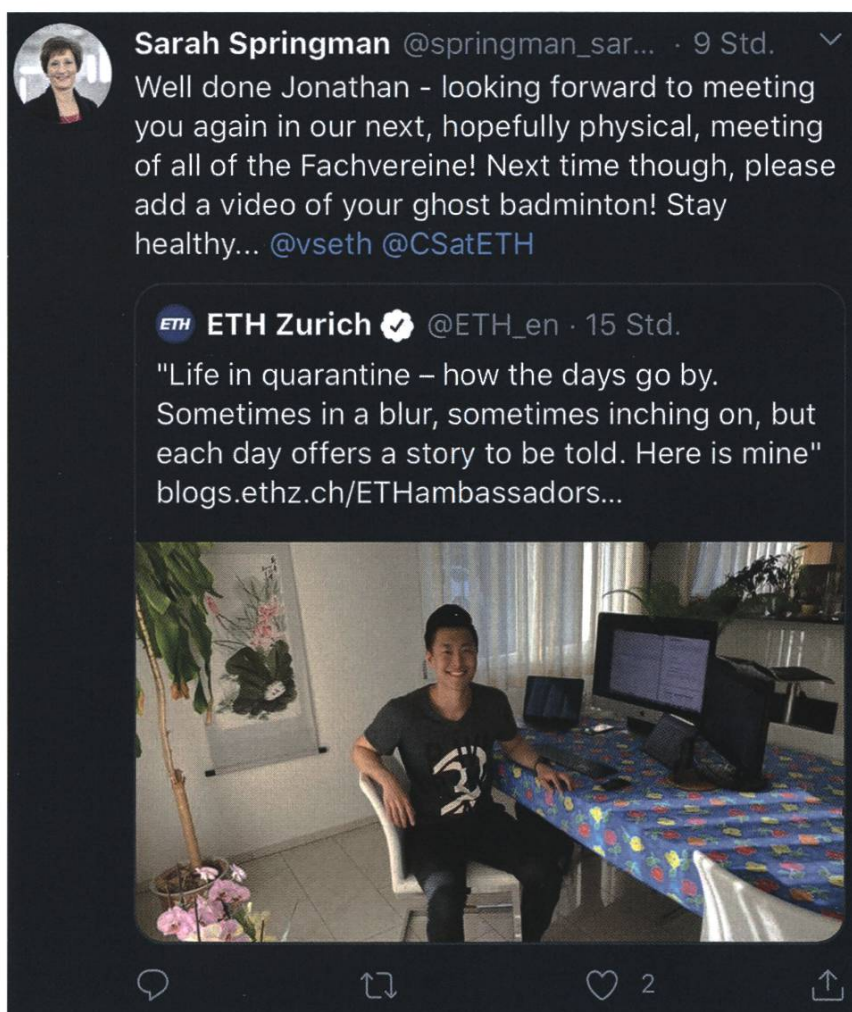 Sarah Springman @springman_sar... · 9 Std.
Well done Jonathan - looking forward to meeting
you again in our next, hopefully physical, meeting
of all of the Fachvereine! Next time though, please
add a video of your ghost badminton! Stay
healthy... @vseth @CSatETH
ETH ETH Zurich @ETH_en · 15 Std.
"Life in quarantine – how the days go by.
Sometimes in a blur, sometimes inching on, but
each day offers a story to be told. Here is mine"
blogs.ethz.ch/ETHambassadors...
2